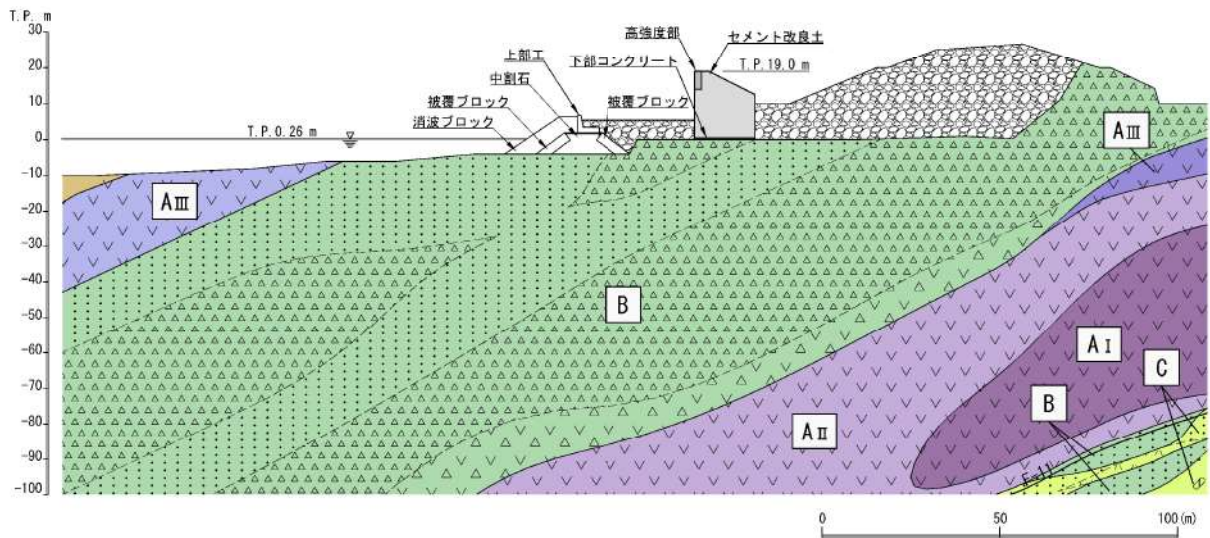 T.P. m
30
20
10
0
-10
-20
-30
-40
-50
-60
-70
-80
-90
-100
高強度部
セメント改良土
上部工
下部コンクリート
T.P.19.0 m
中割石
被覆ブロック
被覆ブロック
消波ブロック
T.P.0.26 m
AⅢ
AⅢ
B
AⅠ
C
B
AⅡ
F-11
0 50 100(m)